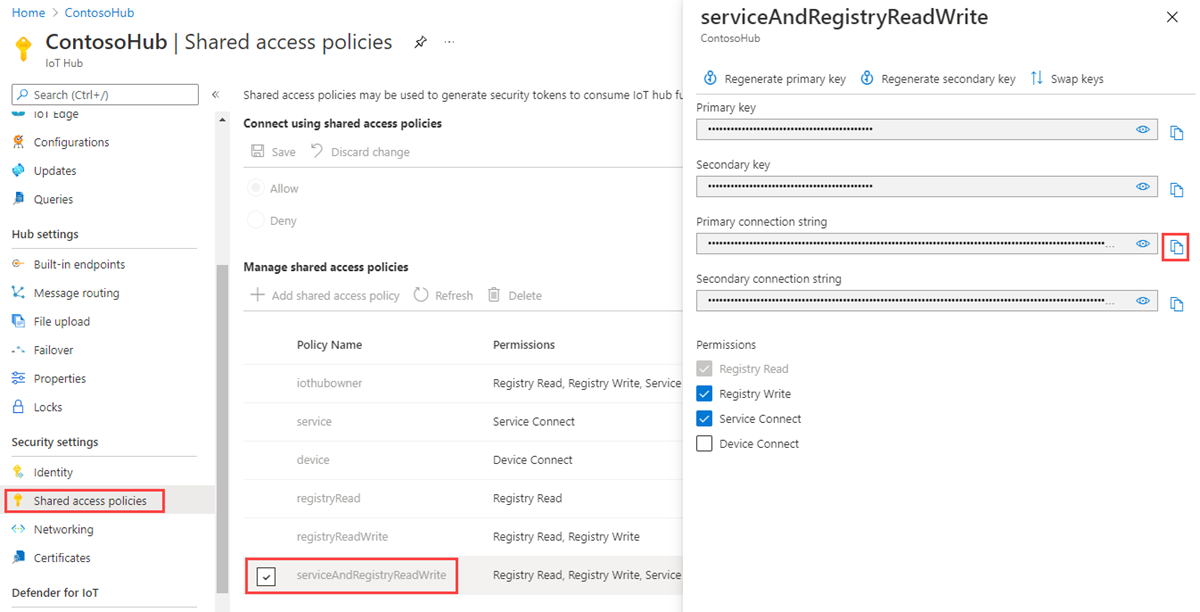 Home > ContosoHub
ContosoHub | Shared access policies ...
IoT Hub
Search (Ctrl+/)
«
IoT Edge
Configurations
Updates
Queries
Hub settings
Built-in endpoints
Message routing
File upload
Failover
Properties
Locks
Security settings
Identity
Shared access policies
Networking
Certificates
Defender for IoT
Shared access policies may be used to generate security tokens to consume IoT hub fu
Connect using shared access policies
Save Discard change
Allow
Deny
Manage shared access policies
Add shared access policy Refresh Delete
Policy Name Permissions
iothubowner Registry Read, Registry Write, Service
service Service Connect
device Device Connect
registryRead Registry Read
registryReadWrite Registry Read, Registry Write
serviceAndRegistryReadWrite Registry Read, Registry Write, Service
serviceAndRegistryReadWrite
ContosoHub
Regenerate primary key Regenerate secondary key Swap keys
Primary key
Secondary key
Primary connection string
Secondary connection string
Permissions
Registry Read
Registry Write
Service Connect
Device Connect